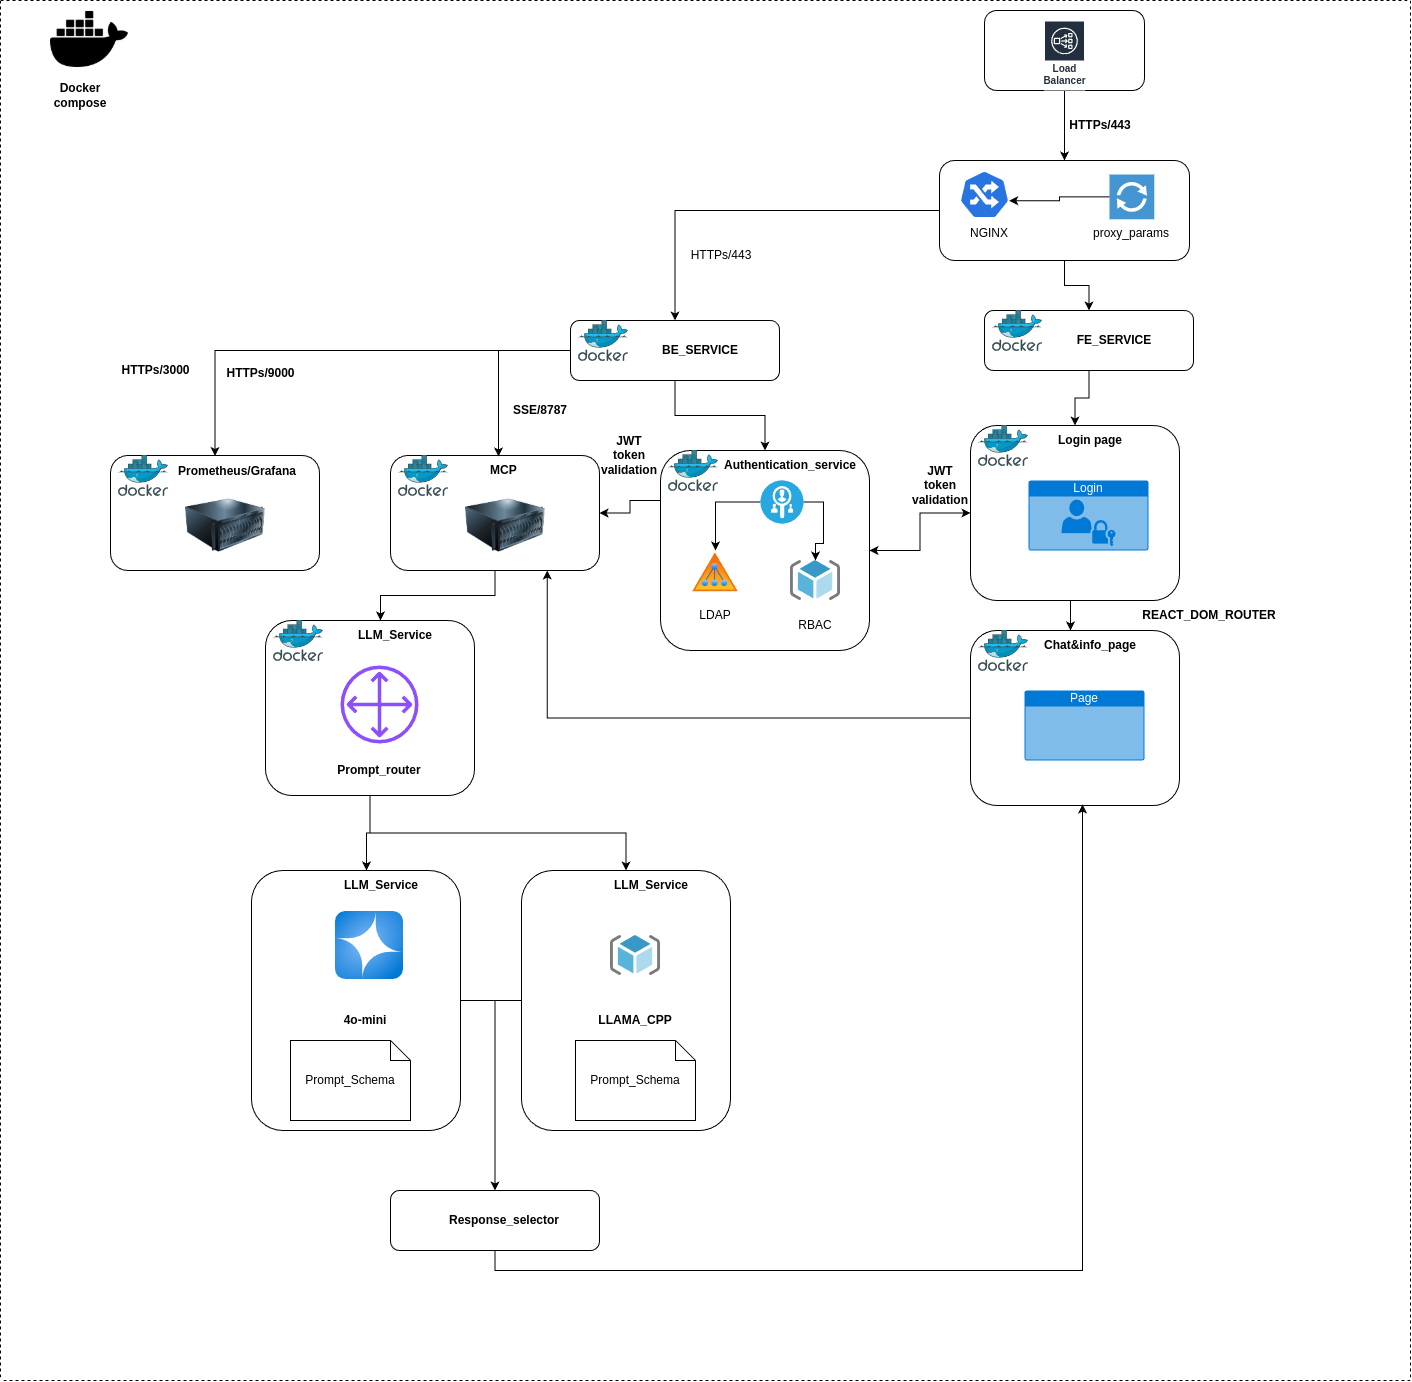 Docker
compose
Load
Balancer
HTTPs/443
NGINX
proxy_params
HTTPs/443
docker
BE_SERVICE
docker
FE_SERVICE
HTTPs/3000
HTTPs/9000
SSE/8787
docker
Prometheus/Grafana
docker
MCP
JWT
token
validation
docker
Authentication_service
LDAP
RBAC
JWT
token
validation
docker
Login page
Login
REACT_DOM_ROUTER
docker
LLM_Service
Prompt_router
docker
Chat&info_page
Page
LLM_Service
4o-mini
Prompt_Schema
LLM_Service
LLAMA_CPP
Prompt_Schema
Response_selector